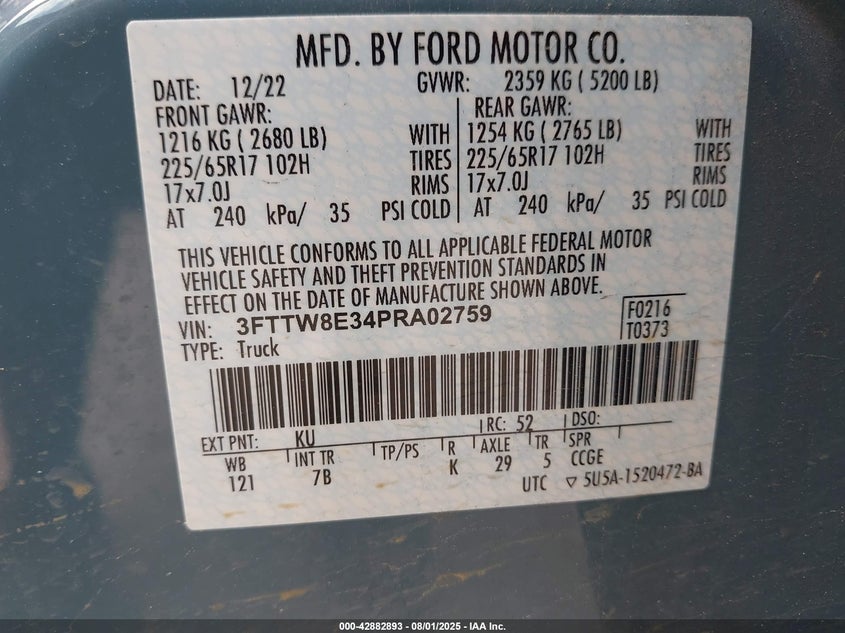 MFD. BY FORD MOTOR CO.
DATE: 12/22 GVWR: 2359 KG ( 5200 LB)
FRONT GAWR: REAR GAWR:
1216 KG ( 2680 LB) WITH 1254 KG ( 2765 LB) WITH
225/65R17 102H TIRES 225/65R17 102H TIRES
17x7.0J RIMS 17x7.0J RIMS
AT 240 kPa/ 35 PSI COLD AT 240 kPa/ 35 PSI COLD
THIS VEHICLE CONFORMS TO ALL APPLICABLE FEDERAL MOTOR
VEHICLE SAFETY AND THEFT PREVENTION STANDARDS IN
EFFECT ON THE DATE OF MANUFACTURE SHOWN ABOVE.
VIN: 3FTTW8E34PRA02759 F0216
TYPE: Truck T0373
EXT PNT: KU RC: 52 DSO:
WB INT TR TP/PS R AXLE TR SPR
121 7B K 29 5 CCGE
UTC ▽ 5U5A-1520472-BA
000-42882893 - 08/01/2025 - IAA Inc.